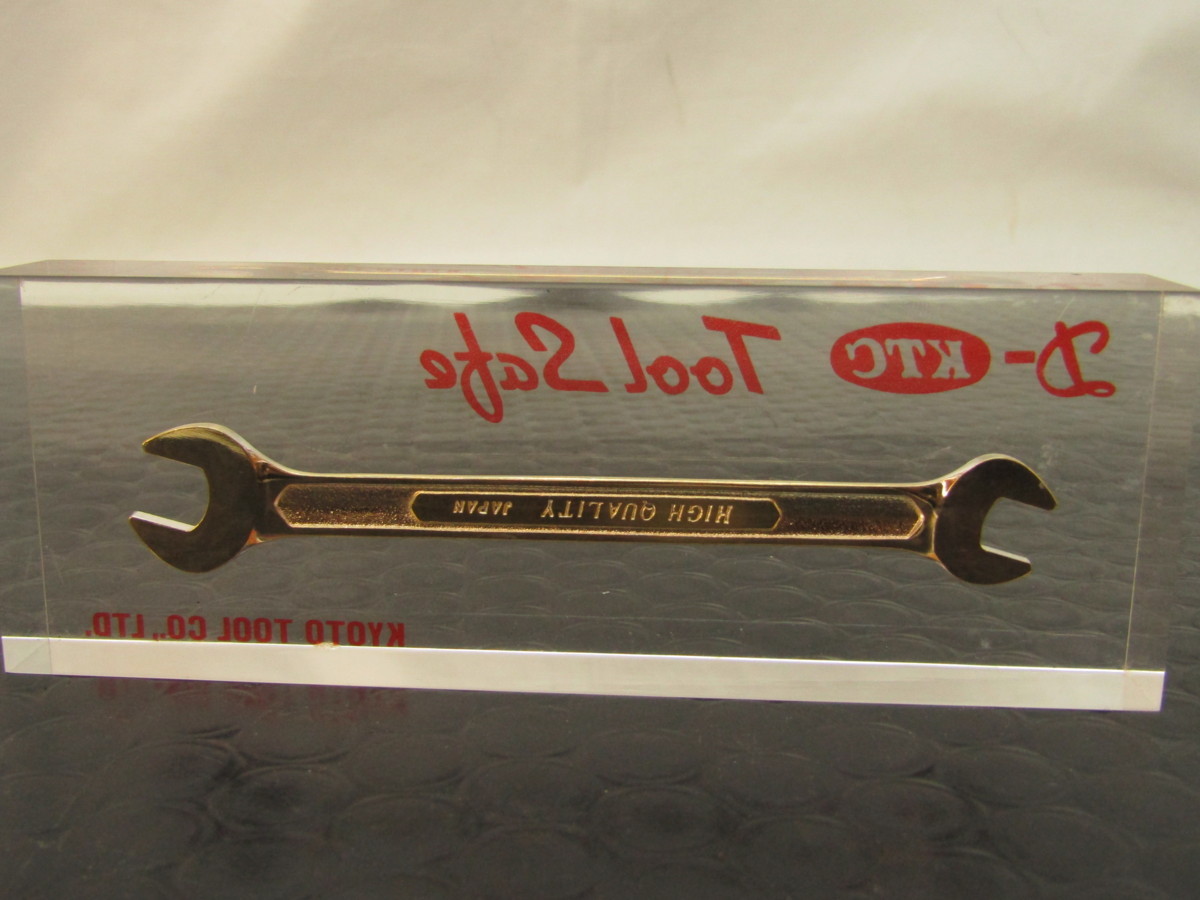 D-KTC Tool Safe
HIGH QUALITY JAPAN
KYOTO TOOL CO., LTD.